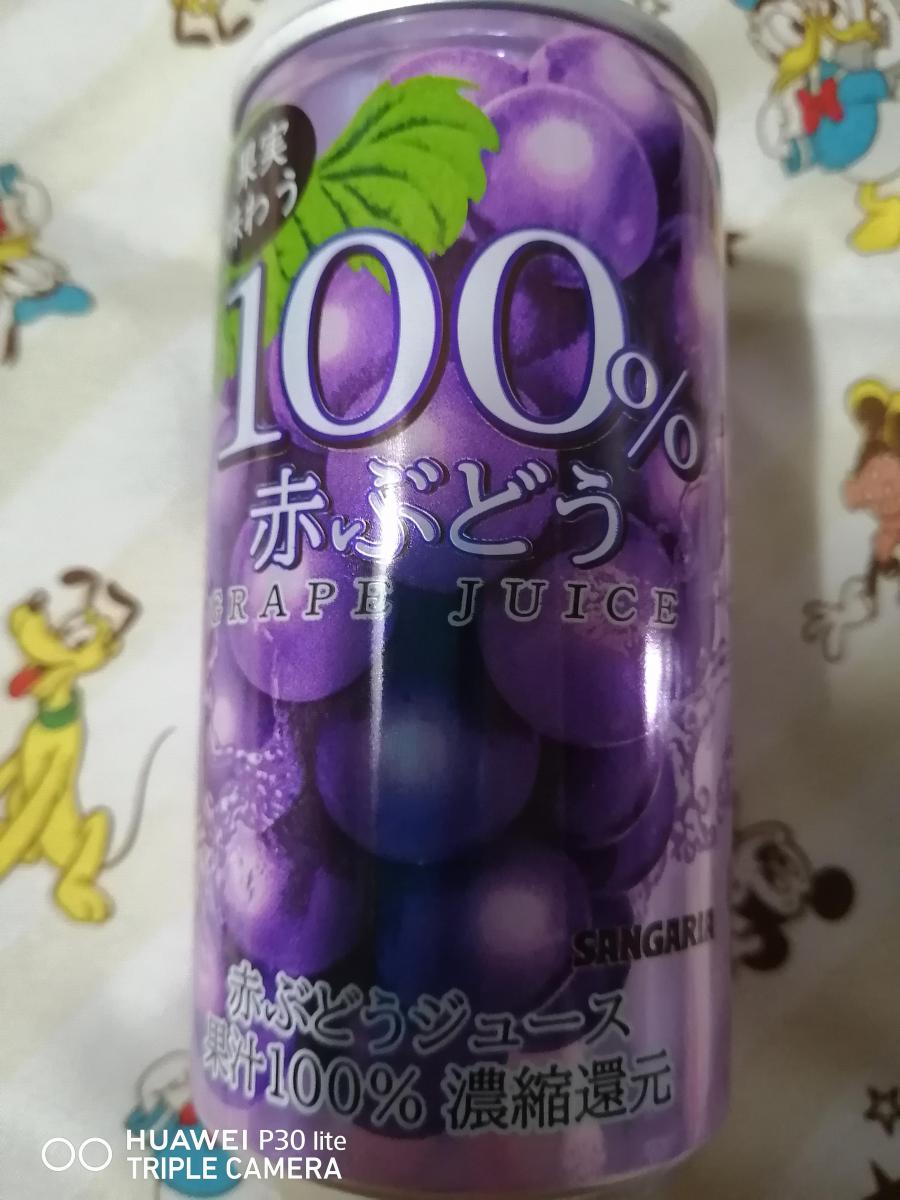 果実
味わう
100%
赤ぶどう
GRAPE JUICE
SANGARIA
赤ぶどうジュース
果汁100% 濃縮還元
HUAWEI P30 lite
TRIPLE CAMERA